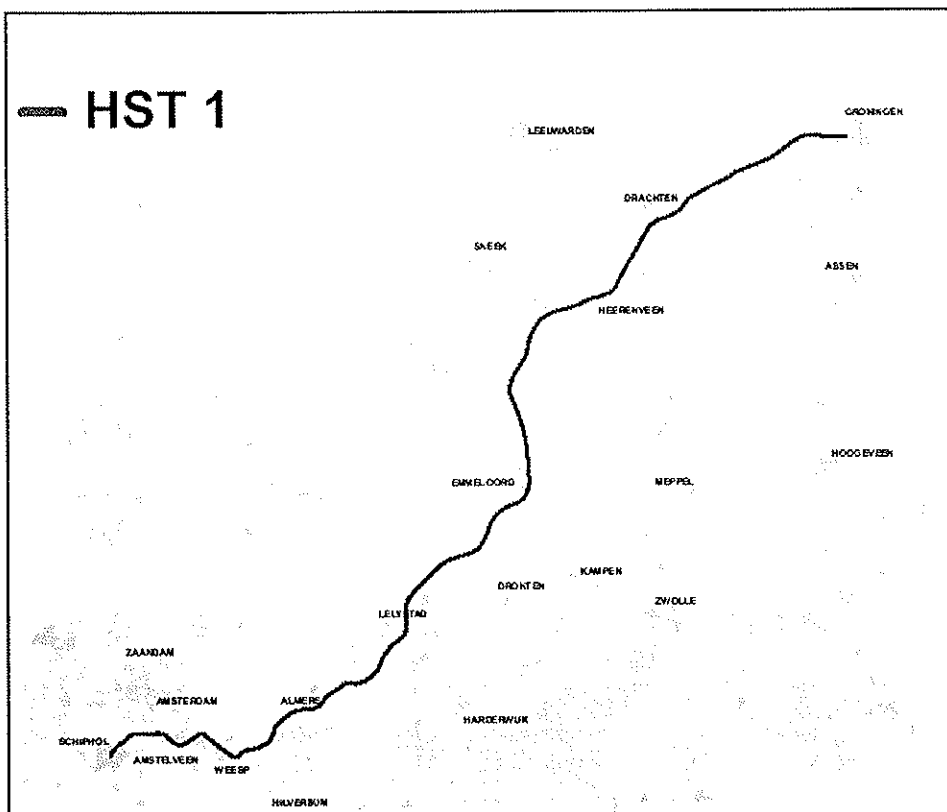 HST 1
GRONINGEN
LEEUWARDEN
DRACHTEN
SNEEK
ASSEN
HEERENVEEN
HOOGEVEEN
EMMELOORD
MEPPEL
KAMPEN
DRONTEN
ZWOLLE
LELYSTAD
ZAANDAM
AMSTERDAM
ALMERE
HARDERWIJK
SCHIPHOL
AMSTELVEEN
WEESP
HILVERSUM